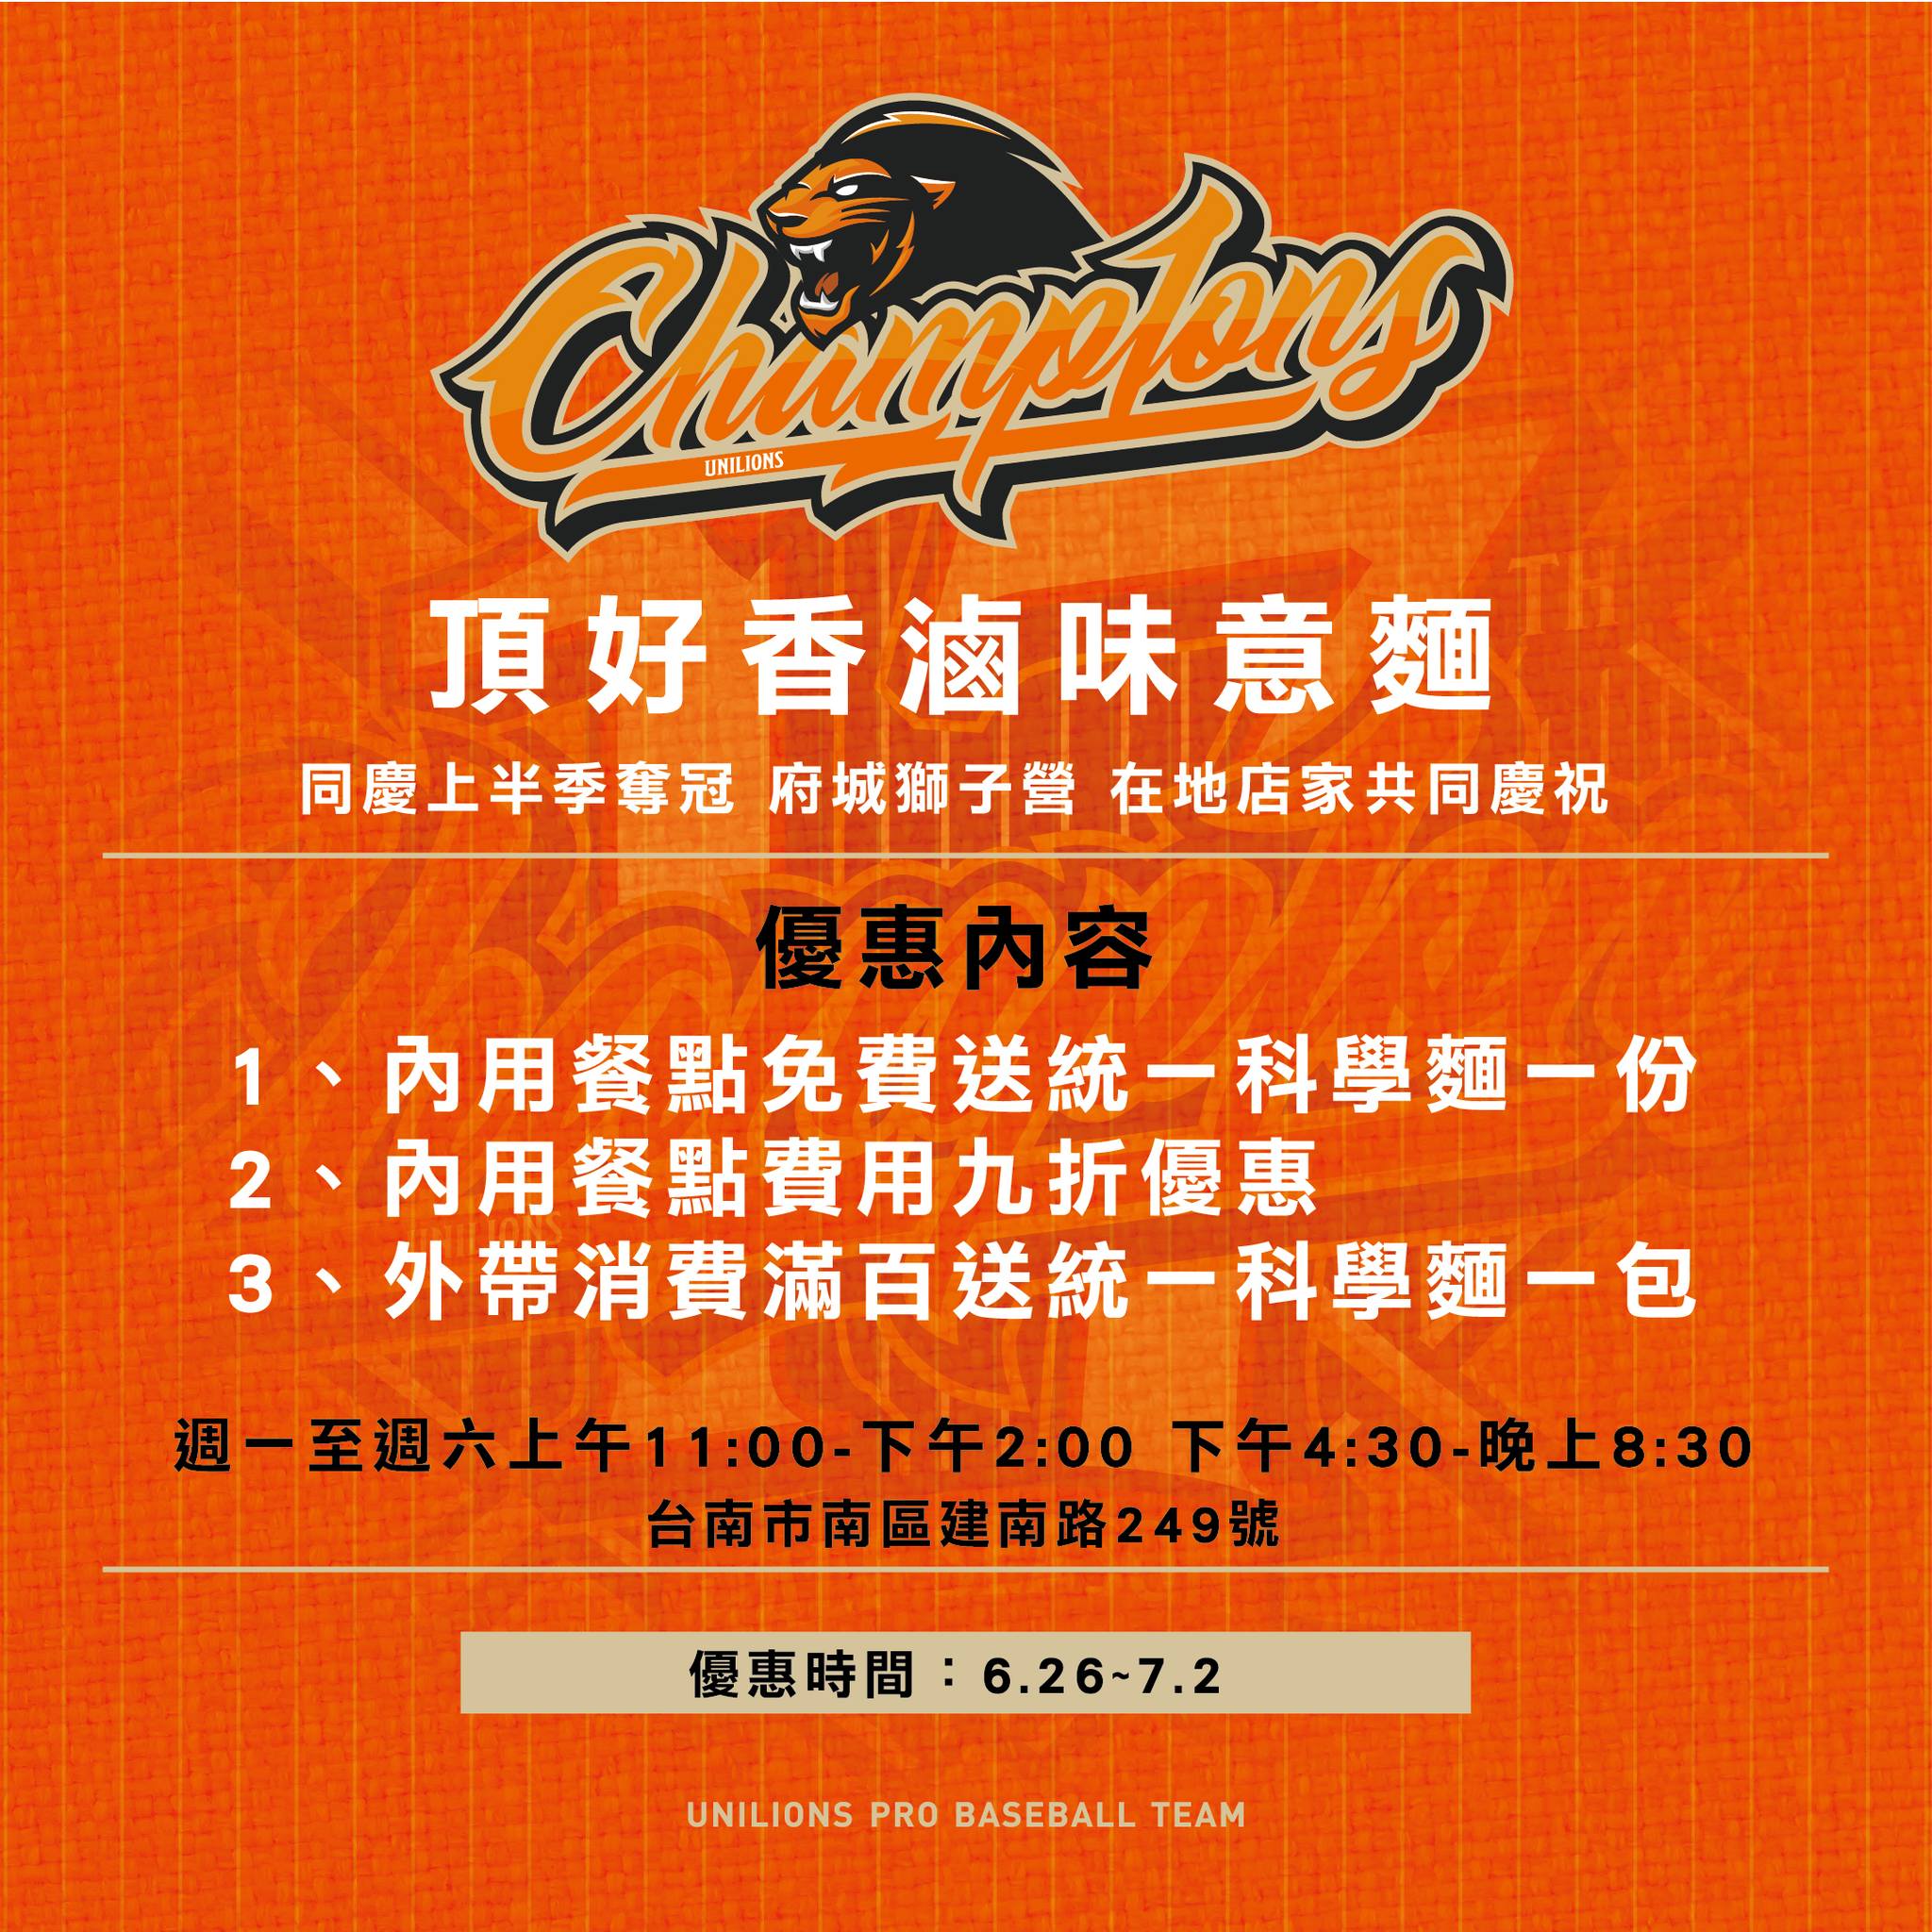 Champ1ons
UNILIONS
頂好香滷味意麵
同慶上半季奪冠 府城獅子營 在地店家共同慶祝
優惠內容
1、內用餐點免費送統一科學麵一份
2、內用餐點費用九折優惠
3、外帶消費滿百送統一科學麵一包
週一至週六上午11:00-下午2:00 下午4:30-晚上8:30
台南市南區建南路249號
優惠時間：6.26~7.2
UNILIONS PRO BASEBALL TEAM